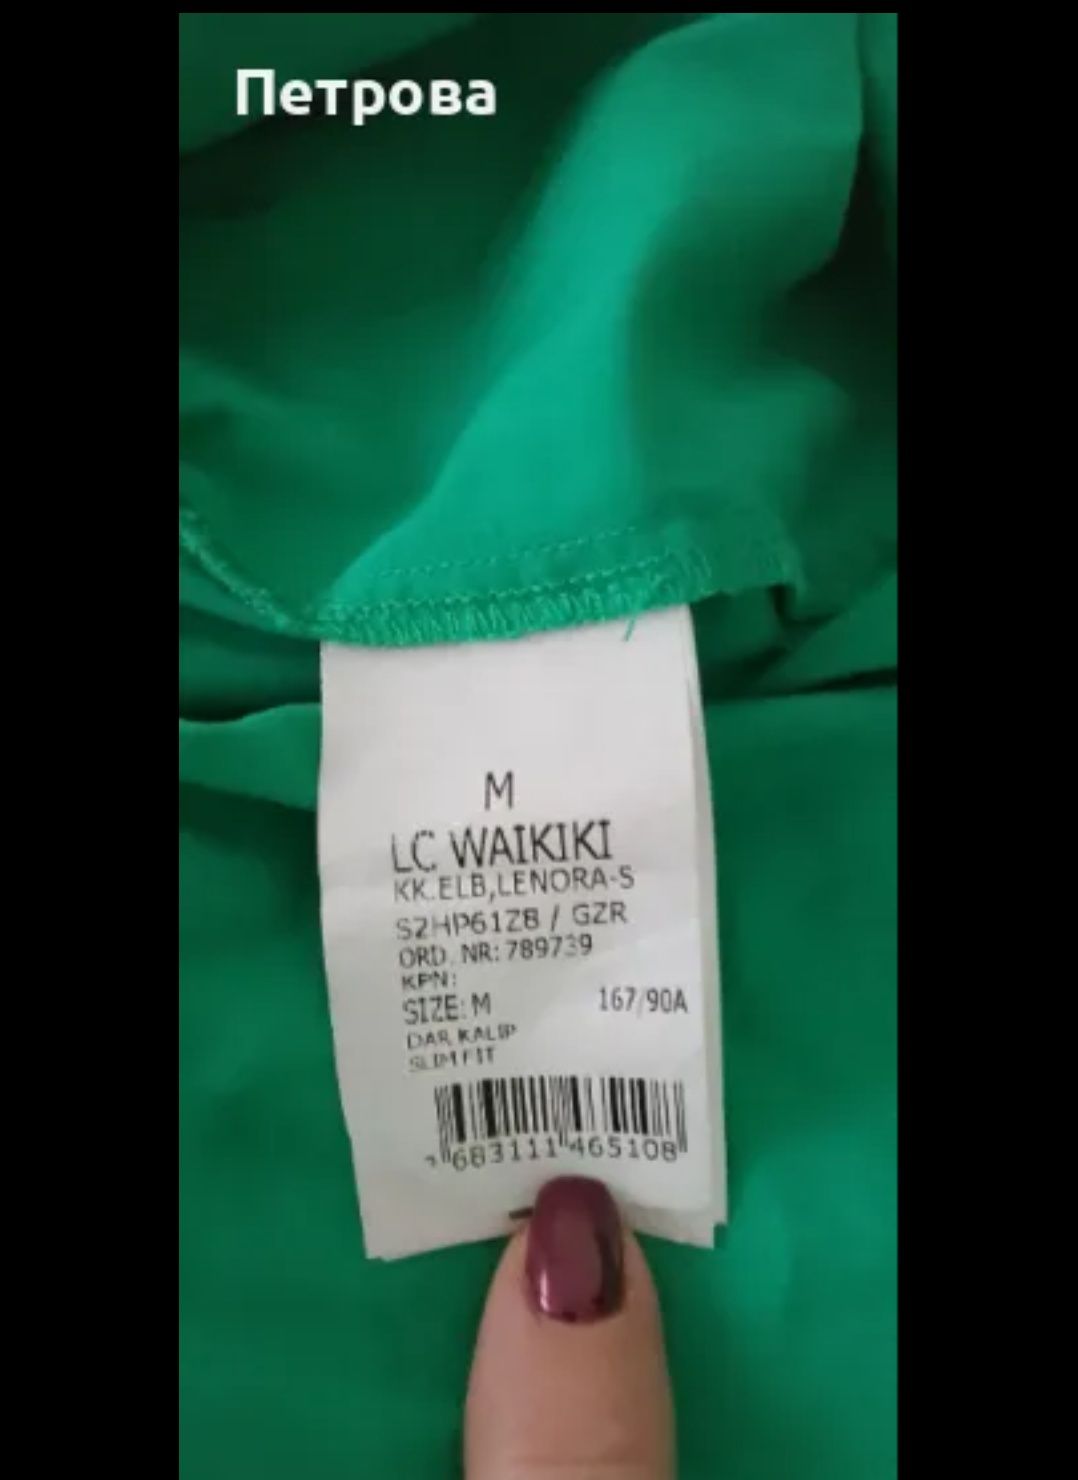 Петрова
M
LC WAIKIKI
KK.ELB,LENORA-S
S2HP61Z8 / GZR
ORD. NR: 789739
KPN:
SIZE: M 167/90A
DAR KALIP
SLIM FIT
683111 465108